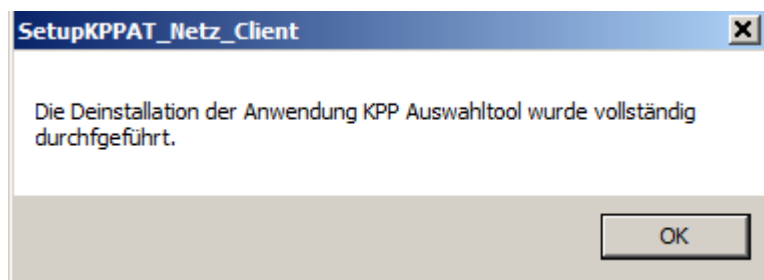 SetupKPPAT_Netz_Client
Die Deinstallation der Anwendung KPP Auswahltool wurde vollständig
durchfgeführt.
OK